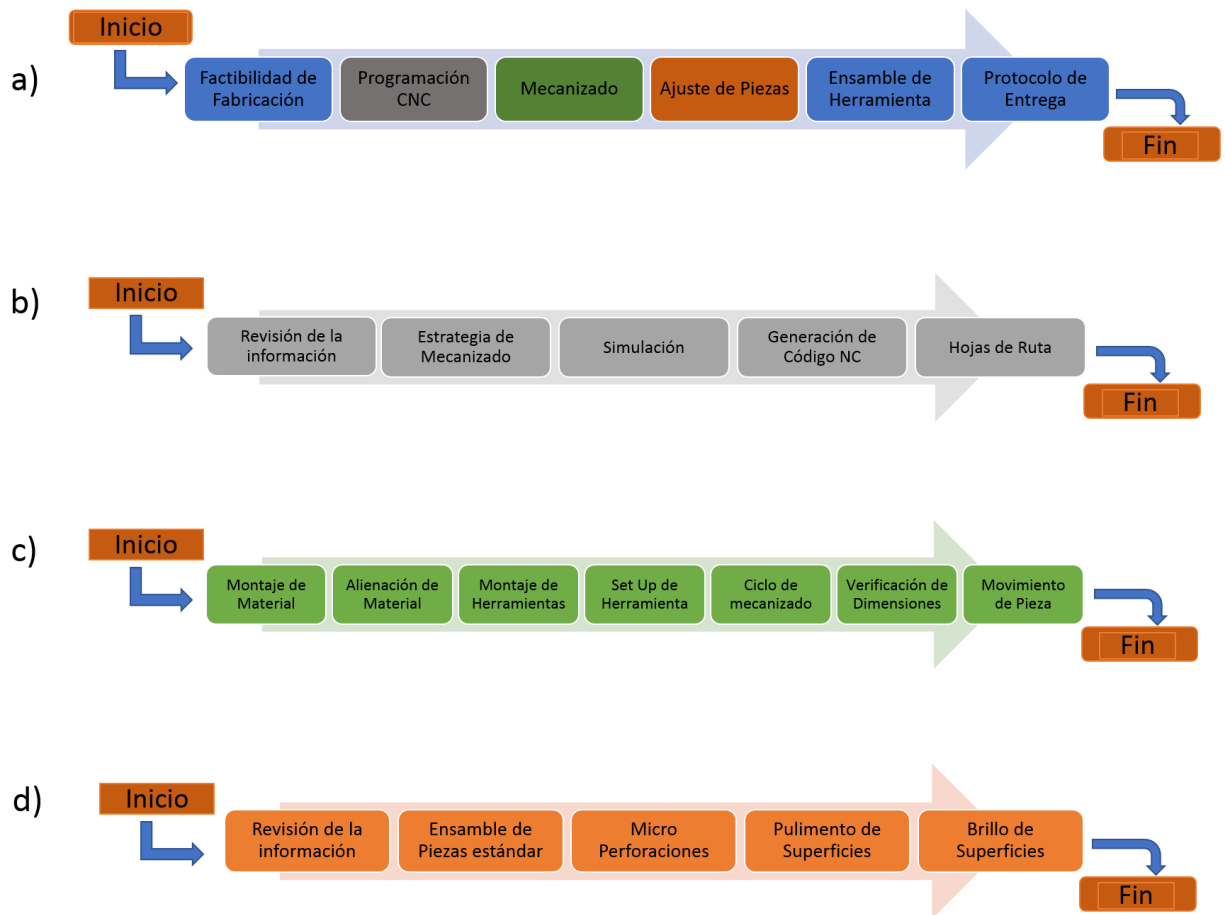 a)
Inicio
Factibilidad de
Fabricación
Programación
CNC
Mecanizado
Ajuste de Piezas
Ensamble de
Herramienta
Protocolo de
Entrega
Fin
b)
Inicio
Revisión de la
información
Estrategia de
Mecanizado
Simulación
Generación de
Código NC
Hojas de Ruta
Fin
c)
Inicio
Montaje de
Material
Alienación de
Material
Montaje de
Herramientas
Set Up de
Herramienta
Ciclo de
mecanizado
Verificación de
Dimensiones
Movimiento
de Pieza
Fin
d)
Inicio
Revisión de la
información
Ensamble de
Piezas estándar
Micro
Perforaciones
Pulimento de
Superficies
Brillo de
Superficies
Fin